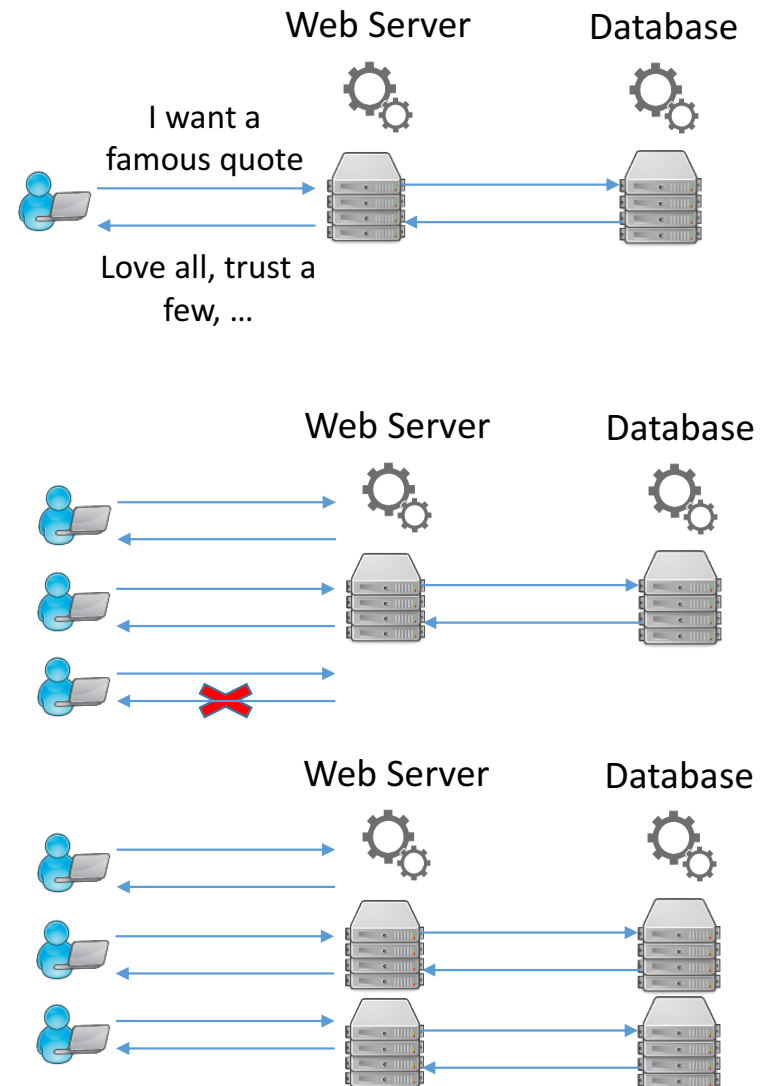 Web Server
Database
I want a
famous quote
Love all, trust a
few, …
Web Server
Database
Web Server
Database